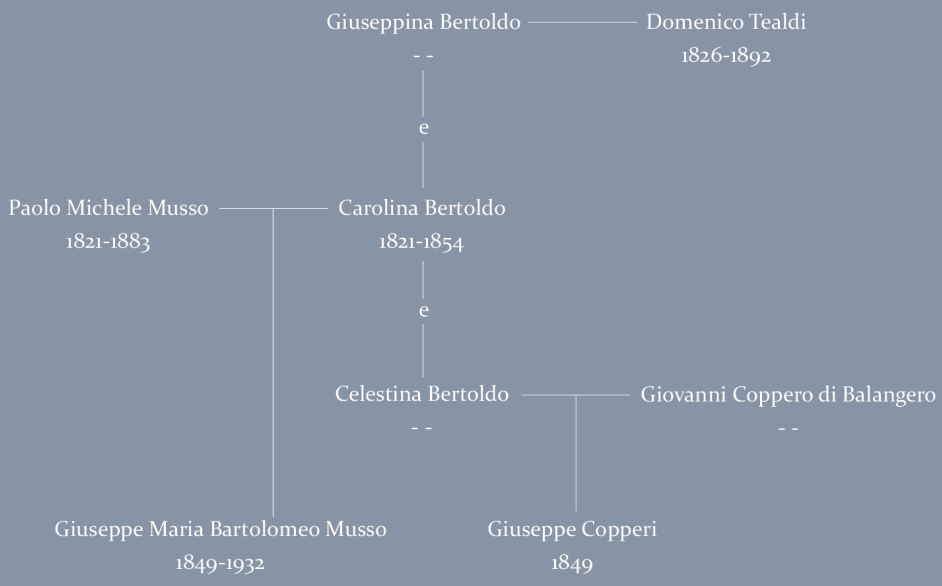 Giuseppina Bertoldo Domenico Tealdi
- - 1826-1892
e
Paolo Michele Musso Carolina Bertoldo
1821-1883 1821-1854
e
Celestina Bertoldo Giovanni Coppero di Balangero
- - - -
Giuseppe Maria Bartolomeo Musso Giuseppe Copperi
1849-1932 1849